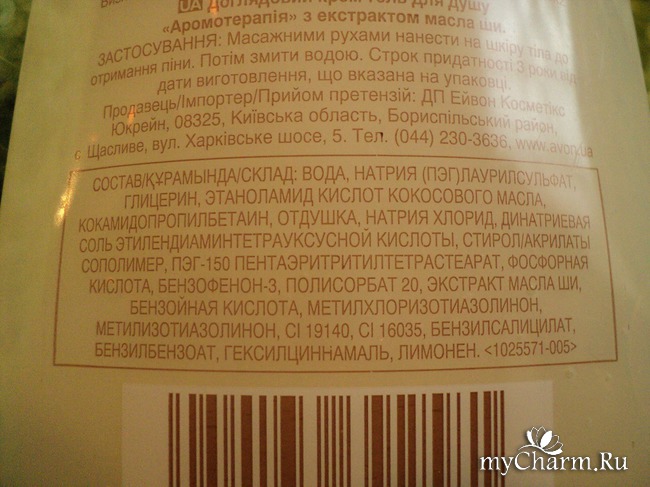 UA Доглядовий крем-гель для душу
«Аромотерапія» з екстрактом масла ши.
ЗАСТОСУВАННЯ: Масажними рухами нанести на шкіру тіла до
отримання піни. Потім змити водою. Строк придатності 3 роки від
дати виготовлення, що вказана на упаковці.
Продавець/Імпортер/Прийом претензій: ДП Ейвон Косметікс
Юкрейн, 08325, Київська область, Бориспільський район,
с Щасливе, вул. Харківське шосе, 5. Тел. (044) 230-3636, www.avon.ua
СОСТАВ/ҚҰРАМЫНДА/СКЛАД: ВОДА, НАТРИЯ (ПЭГ)ЛАУРИЛСУЛЬФАТ,
ГЛИЦЕРИН, ЭТАНОЛАМИД КИСЛОТ КОКОСОВОГО МАСЛА,
КОКАМИДОПРОПИЛБЕТАИН, ОТДУШКА, НАТРИЯ ХЛОРИД, ДИНАТРИЕВАЯ
СОЛЬ ЭТИЛЕНДИАМИНТЕТРАУКСУСНОЙ КИСЛОТЫ, СТИРОЛ/АКРИЛАТЫ
СОПОЛИМЕР, ПЭГ-150 ПЕНТАЭРИТРИТИЛТЕТРАСТЕАРАТ, ФОСФОРНАЯ
КИСЛОТА, БЕНЗОФЕНОН-3, ПОЛИСОРБАТ 20, ЭКСТРАКТ МАСЛА ШИ,
БЕНЗОЙНАЯ КИСЛОТА, МЕТИЛХЛОРИЗОТИАЗОЛИНОН,
МЕТИЛИЗОТИАЗОЛИНОН, CI 19140, CI 16035, БЕНЗИЛСАЛИЦИЛАТ,
БЕНЗИЛБЕНЗОАТ, ГЕКСИЛЦИННАМАЛЬ, ЛИМОНЕН. <1025571-005>
myCharm.Ru